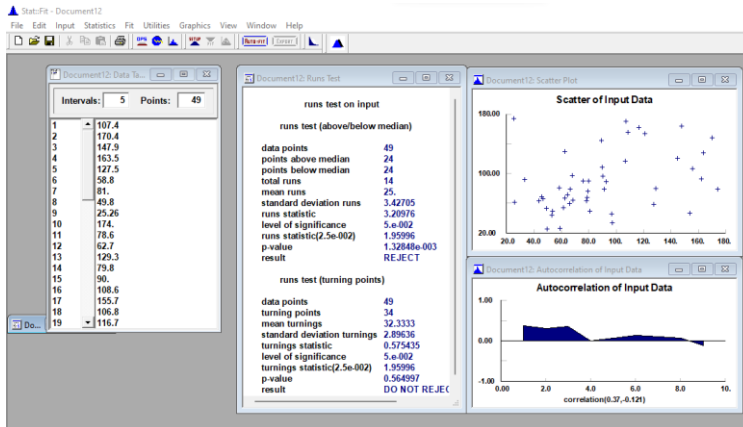 Stat::Fit - Document12
File Edit Input Statistics Fit Utilities Graphics View Window Help
Document12: Data Ta...
Intervals: 5 Points: 49
1 107.4
2 170.4
3 147.9
4 163.5
5 127.5
6 58.8
7 81.
8 49.8
9 25.26
10 174.
11 78.6
12 62.7
13 129.3
14 79.8
15 90.
16 108.6
17 155.7
18 106.8
19 116.7
Do...
Document12: Runs Test
runs test on input
runs test (above/below median)
data points 49
points above median 24
points below median 24
total runs 14
mean runs 25.
standard deviation runs 3.42705
runs statistic 3.20976
level of significance 5.e-002
runs statistic(2.5e-002) 1.95996
p-value 1.32848e-003
result REJECT
runs test (turning points)
data points 49
turning points 34
mean turnings 32.3333
standard deviation turnings 2.89636
turnings statistic 0.575435
level of significance 5.e-002
turnings statistic(2.5e-002) 1.95996
p-value 0.564997
result DO NOT REJEC
Document12: Scatter Plot
Scatter of Input Data
180.00
100.00
20.00
20.0 40.0 60.0 80.0 100. 120. 140. 160. 180.
Document12: Autocorrelation of Input Data
Autocorrelation of Input Data
1.00
0.00
-1.00
0.00 2.0 4.0 6.0 8.0 10.
correlation(0.37,-0.121)